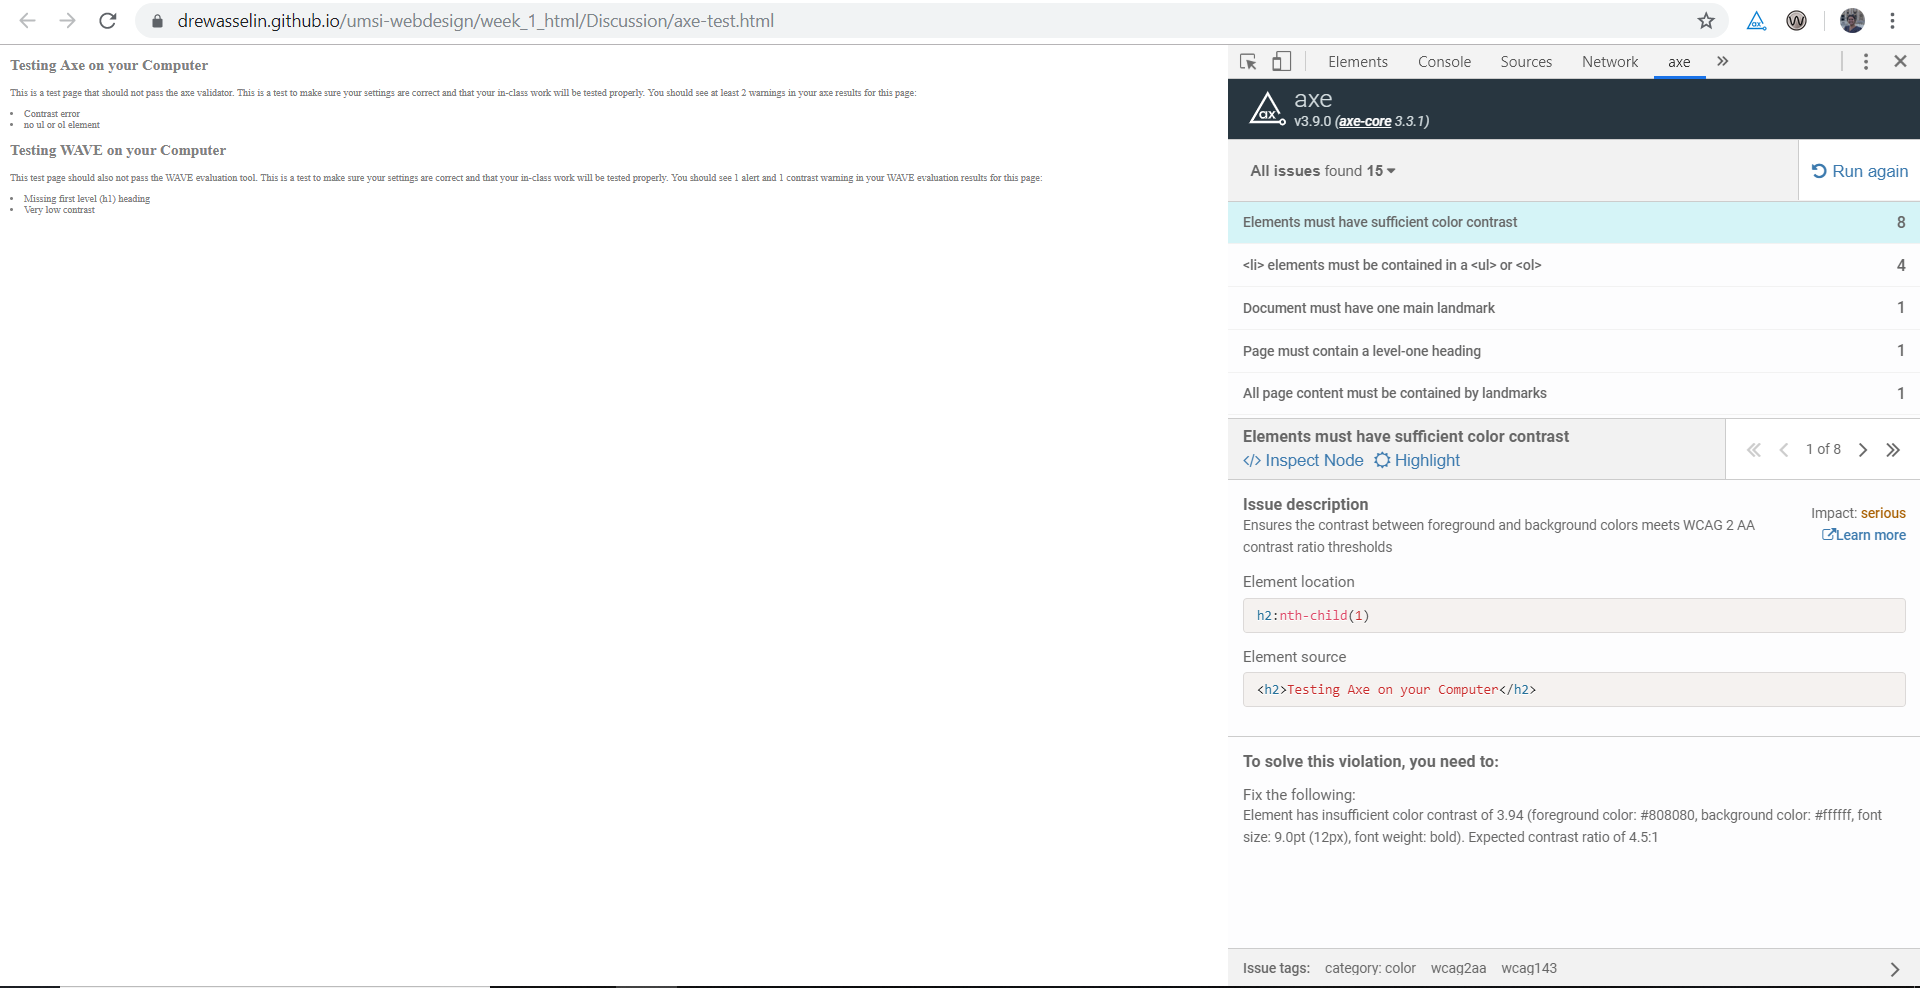 drewasselin.github.io/umsi-webdesign/week_1_html/Discussion/axe-test.html
Testing Axe on your Computer
This is a test page that should not pass the axe validator. This is a test to make sure your settings are correct and that your in-class work will be tested properly. You should see at least 2 warnings in your axe results for this page:
• Contrast error
• no ul or ol element
Testing WAVE on your Computer
This test page should also not pass the WAVE evaluation tool. This is a test to make sure your settings are correct and that your in-class work will be tested properly. You should see 1 alert and 1 contrast warning in your WAVE evaluation results for this page:
• Missing first level (h1) heading
• Very low contrast
Elements Console Sources Network axe »
ax axe
v3.9.0 (axe-core 3.3.1)
All issues found 15
Run again
Elements must have sufficient color contrast 8
<li> elements must be contained in a <ul> or <ol> 4
Document must have one main landmark 1
Page must contain a level-one heading 1
All page content must be contained by landmarks 1
Elements must have sufficient color contrast
</> Inspect Node Highlight
1 of 8
Issue description
Ensures the contrast between foreground and background colors meets WCAG 2 AA
contrast ratio thresholds
Impact: serious
Learn more
Element location
h2:nth-child(1)
Element source
<h2>Testing Axe on your Computer</h2>
To solve this violation, you need to:
Fix the following:
Element has insufficient color contrast of 3.94 (foreground color: #808080, background color: #ffffff, font
size: 9.0pt (12px), font weight: bold). Expected contrast ratio of 4.5:1
Issue tags: category: color wcag2aa wcag143